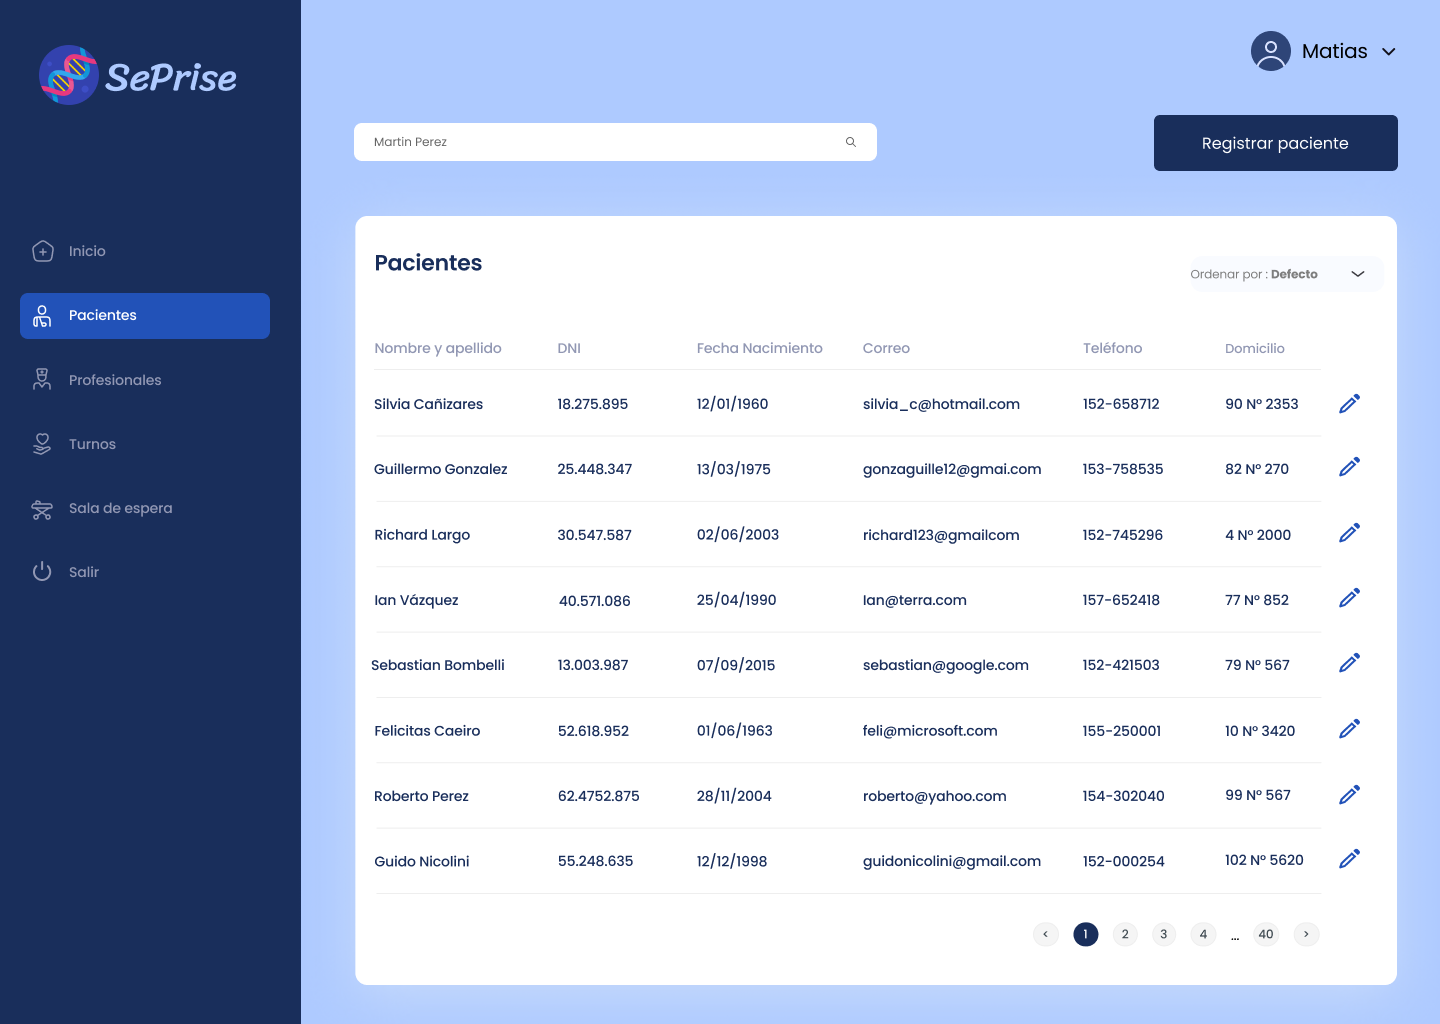 SePrise
Matias
Martin Perez
Registrar paciente
Inicio
Pacientes
Profesionales
Turnos
Sala de espera
Salir
Pacientes
Ordenar por : Defecto
Nombre y apellido DNI Fecha Nacimiento Correo Teléfono Domicilio
Silvia Cañizares 18.275.895 12/01/1960 silvia_c@hotmail.com 152-658712 90 Nº 2353
Guillermo Gonzalez 25.448.347 13/03/1975 gonzaguille12@gmai.com 153-758535 82 Nº 270
Richard Largo 30.547.587 02/06/2003 richard123@gmailcom 152-745296 4 Nº 2000
Ian Vázquez 40.571.086 25/04/1990 Ian@terra.com 157-652418 77 Nº 852
Sebastian Bombelli 13.003.987 07/09/2015 sebastian@google.com 152-421503 79 Nº 567
Felicitas Caeiro 52.618.952 01/06/1963 feli@microsoft.com 155-250001 10 Nº 3420
Roberto Perez 62.4752.875 28/11/2004 roberto@yahoo.com 154-302040 99 Nº 567
Guido Nicolini 55.248.635 12/12/1998 guidonicolini@gmail.com 152-000254 102 Nº 5620
< 1 2 3 4 ... 40 >